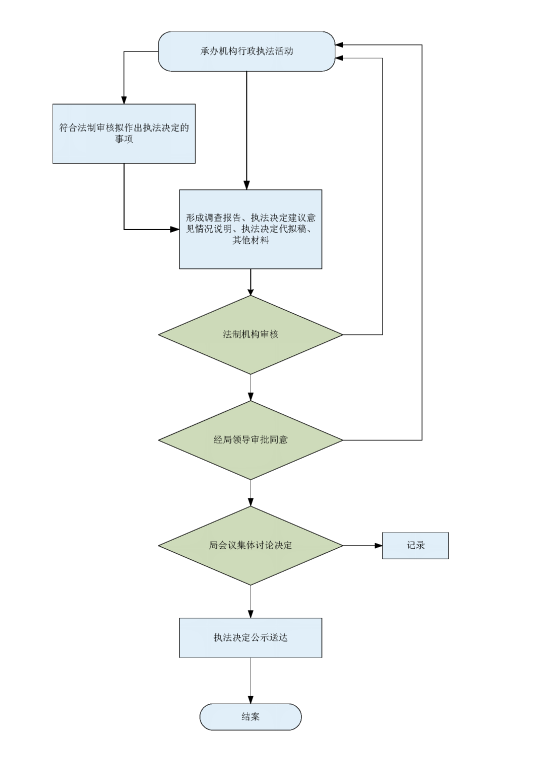 承办机构行政执法活动
符合法制审核拟作出执法决定的
事项
形成调查报告、执法决定建议意
见情况说明、执法决定代拟稿、
其他材料
法制机构审核
经局领导审批同意
局会议集体讨论决定
记录
执法决定公示送达
结案